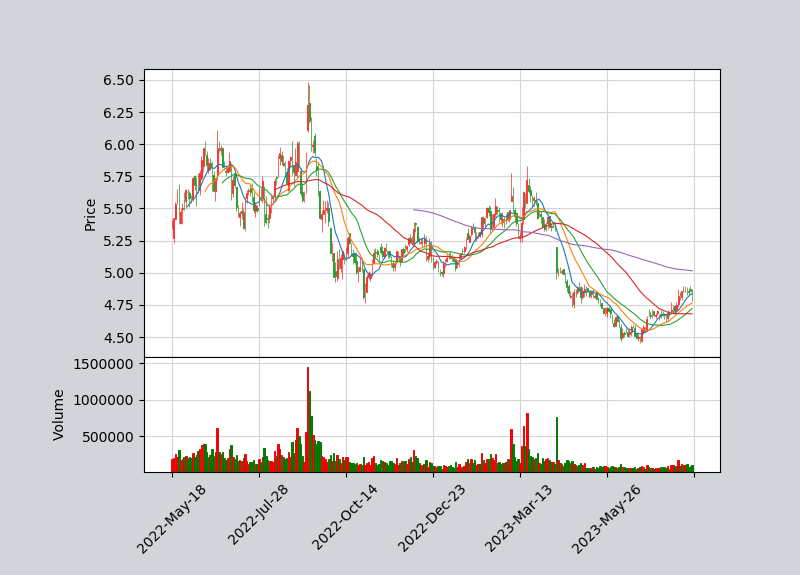 Price
6.50
6.25
6.00
5.75
5.50
5.25
5.00
4.75
4.50
Volume
1500000
1000000
500000
2022-May-18
2022-Jul-28
2022-Oct-14
2022-Dec-23
2023-Mar-13
2023-May-26